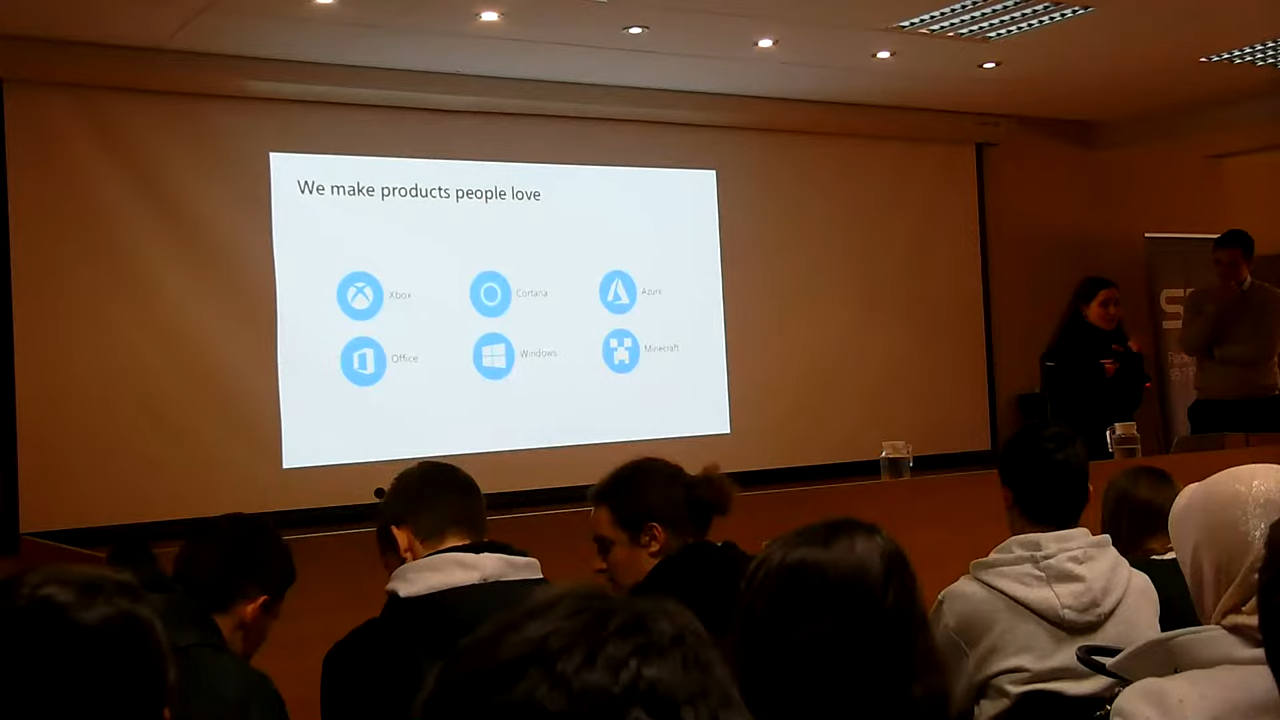 We make products people love
Xbox
Cortana
Azure
Office
Windows
Minecraft